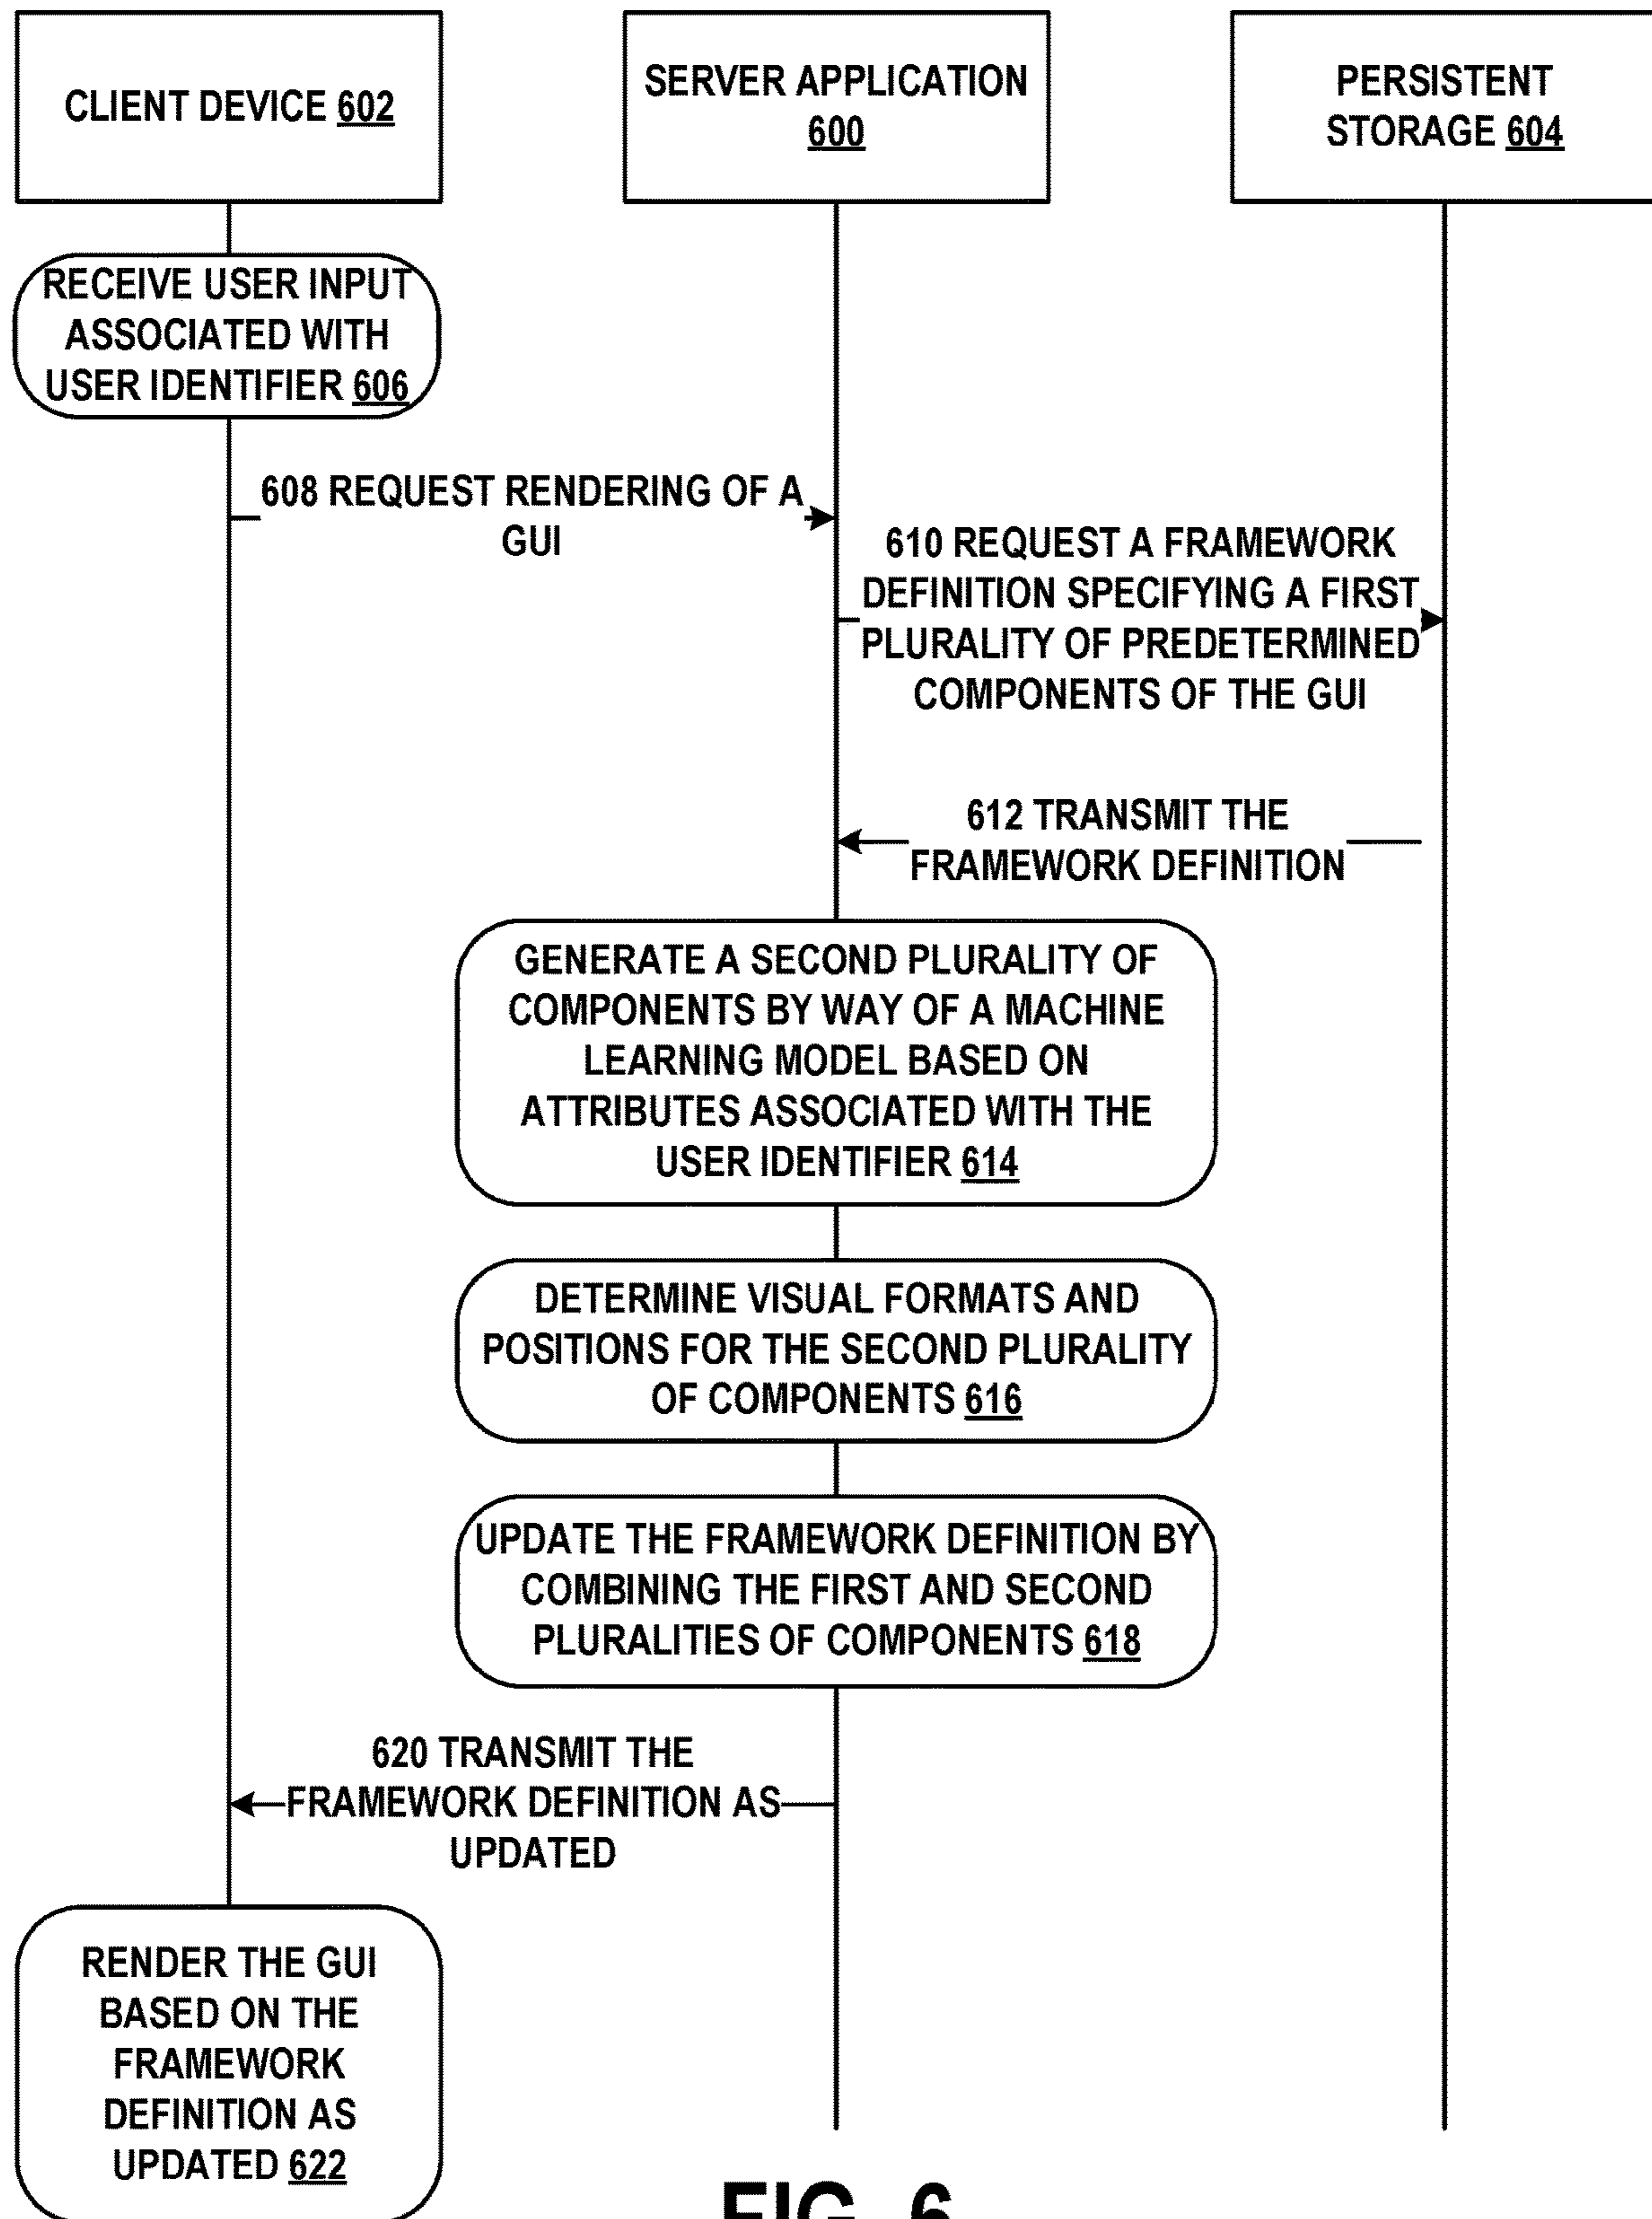 CLIENT DEVICE 602
SERVER APPLICATION
600
PERSISTENT
STORAGE 604
RECEIVE USER INPUT
ASSOCIATED WITH
USER IDENTIFIER 606
608 REQUEST RENDERING OF A
GUI
610 REQUEST A FRAMEWORK
DEFINITION SPECIFYING A FIRST
PLURALITY OF PREDETERMINED
COMPONENTS OF THE GUI
612 TRANSMIT THE
FRAMEWORK DEFINITION
GENERATE A SECOND PLURALITY OF
COMPONENTS BY WAY OF A MACHINE
LEARNING MODEL BASED ON
ATTRIBUTES ASSOCIATED WITH THE
USER IDENTIFIER 614
DETERMINE VISUAL FORMATS AND
POSITIONS FOR THE SECOND PLURALITY
OF COMPONENTS 616
UPDATE THE FRAMEWORK DEFINITION BY
COMBINING THE FIRST AND SECOND
PLURALITIES OF COMPONENTS 618
620 TRANSMIT THE
FRAMEWORK DEFINITION AS
UPDATED
RENDER THE GUI
BASED ON THE
FRAMEWORK
DEFINITION AS
UPDATED 622
FIG. 6